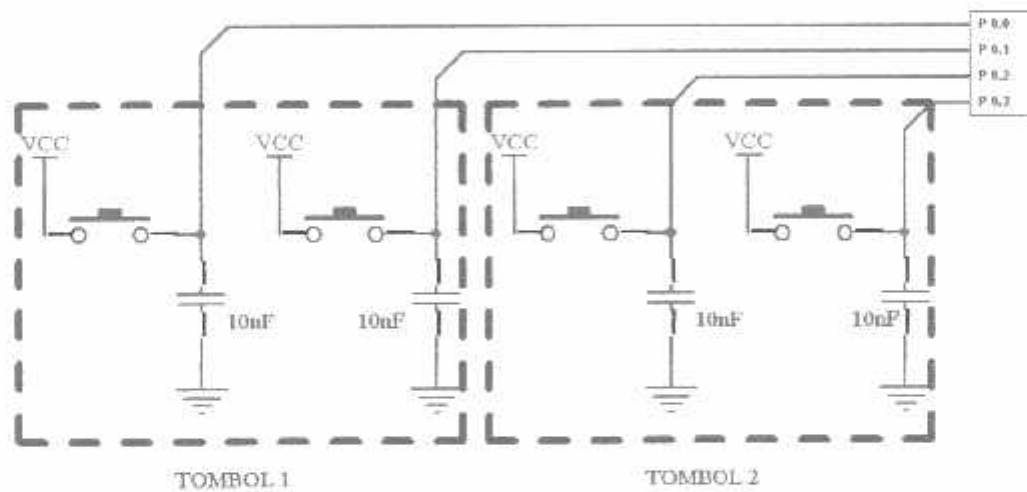 P 0.0
P 0.1
P 0.2
P 0.3
VCC
VCC
VCC
VCC
10nF
10nF
10nF
10nF
TOMBOL 1
TOMBOL 2